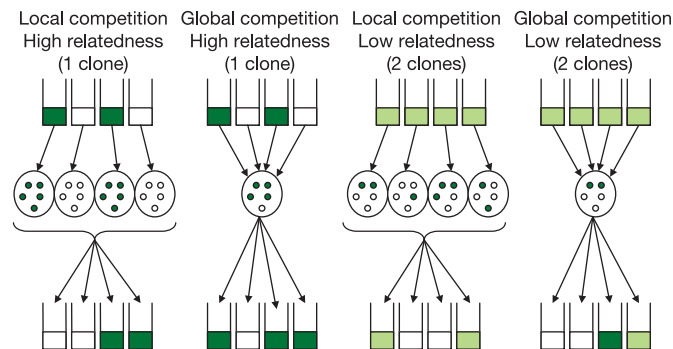 Local competition
High relatedness
(1 clone)
Global competition
High relatedness
(1 clone)
Local competition
Low relatedness
(2 clones)
Global competition
Low relatedness
(2 clones)